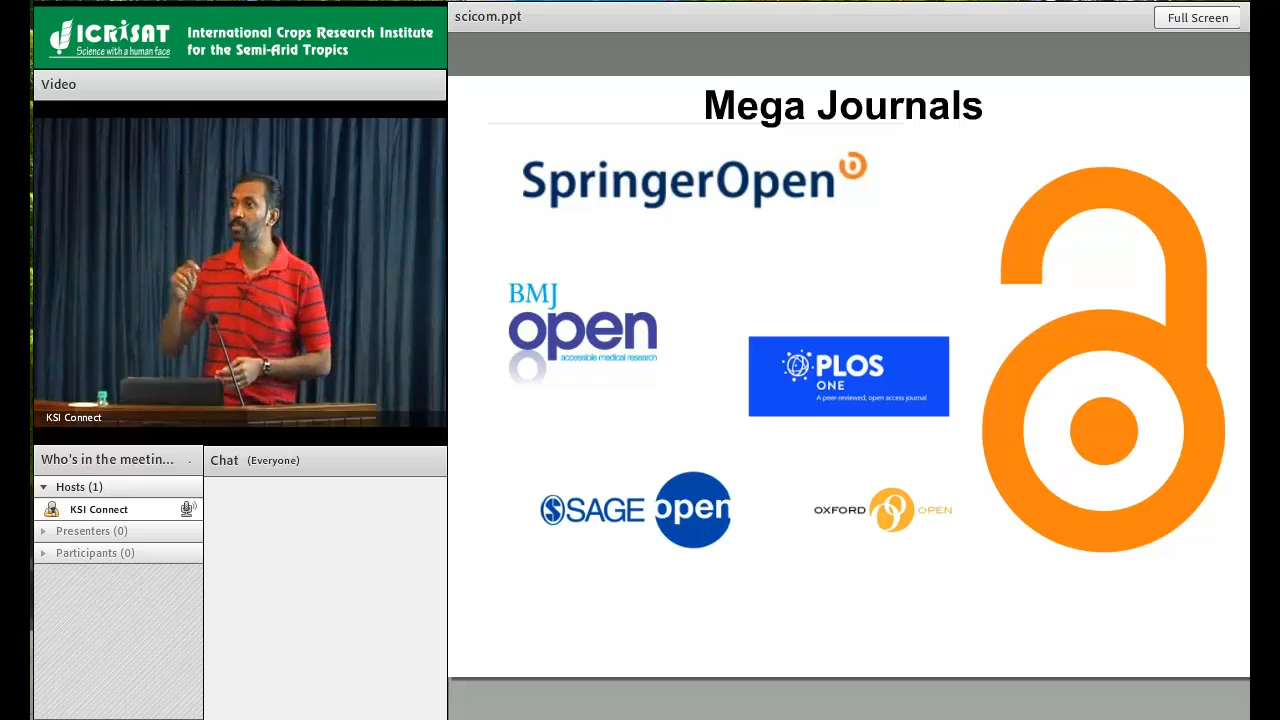 ICRISAT
Science with a human face
International Crops Research Institute
for the Semi-Arid Tropics
Video
KSI Connect
Who's in the meetin...
Hosts (1)
KSI Connect
Presenters (0)
Participants (0)
Chat (Everyone)
scicom.ppt
Full Screen
Mega Journals
SpringerOpen
BMJ
open
accessible medical research
PLOS
ONE
A peer-reviewed, open access journal
SAGE open
OXFORD OPEN